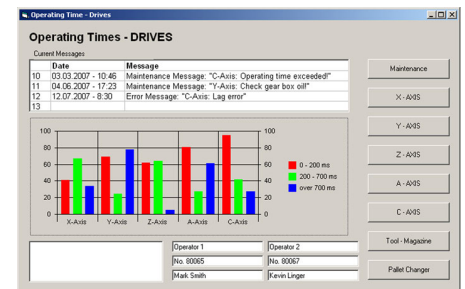 Operating Time - Drives
Operating Times - DRIVES
Current Messages
Date Message
10 03.03.2007 - 10:46 Maintenance Message: "C-Axis: Operating time exceeded!"
11 04.06.2007 - 17:23 Maintenance Message: "Y-Axis: Check gear box oil!"
12 12.07.2007 - 8:30 Error Message: "C-Axis: Lag error"
13
Maintenance
X - AXIS
Y - AXIS
Z - AXIS
A - AXIS
C - AXIS
Tool - Magazine
Pallet Changer
100 100
80 80
60 60
40 40
20 20
0 0
X-Axis Y-Axis Z-Axis A-Axis C-Axis
0 - 200 ms
200 - 700 ms
over 700 ms
Operator 1 Operator 2
No. 80065 No. 80067
Mark Smith Kevin Linger